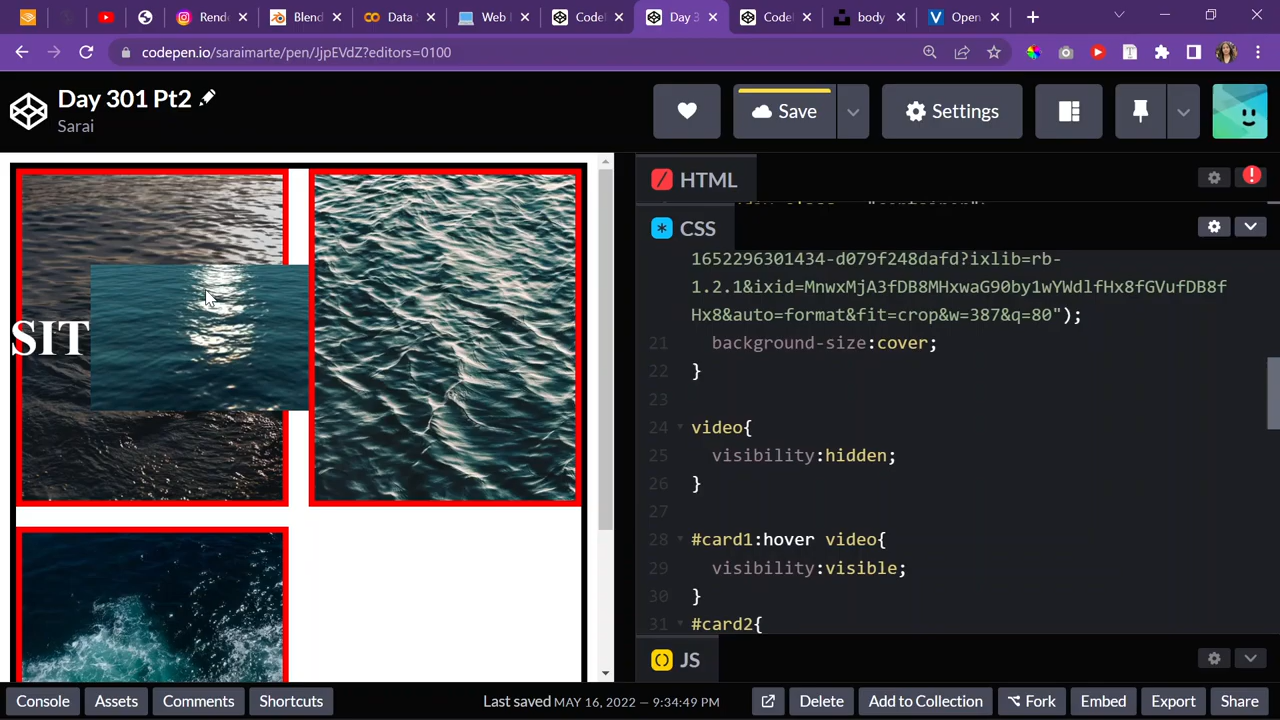 Rend
Blend
Data
Web
Codel
Day 3
Codel
body
Open
codepen.io/saraimarte/pen/JjpEVdZ?editors=0100
Day 301 Pt2
Sarai
Save
Settings
HTML
CSS
1652296301434-d079f248dafd?ixlib=rb-
1.2.1&ixid=MnwxMjA3fDB8MHxwaG90by1wYWdlfHx8fGVufDB8f
Hx8&auto=format&fit=crop&w=387&q=80");
21 background-size:cover;
22 }
23
24 video{
25 visibility:hidden;
26 }
27
28 #card1:hover video{
29 visibility:visible;
30 }
31 #card2{
SIT
JS
Console Assets Comments Shortcuts Last saved MAY 16, 2022 – 9:34:49 PM Delete Add to Collection Fork Embed Export Share